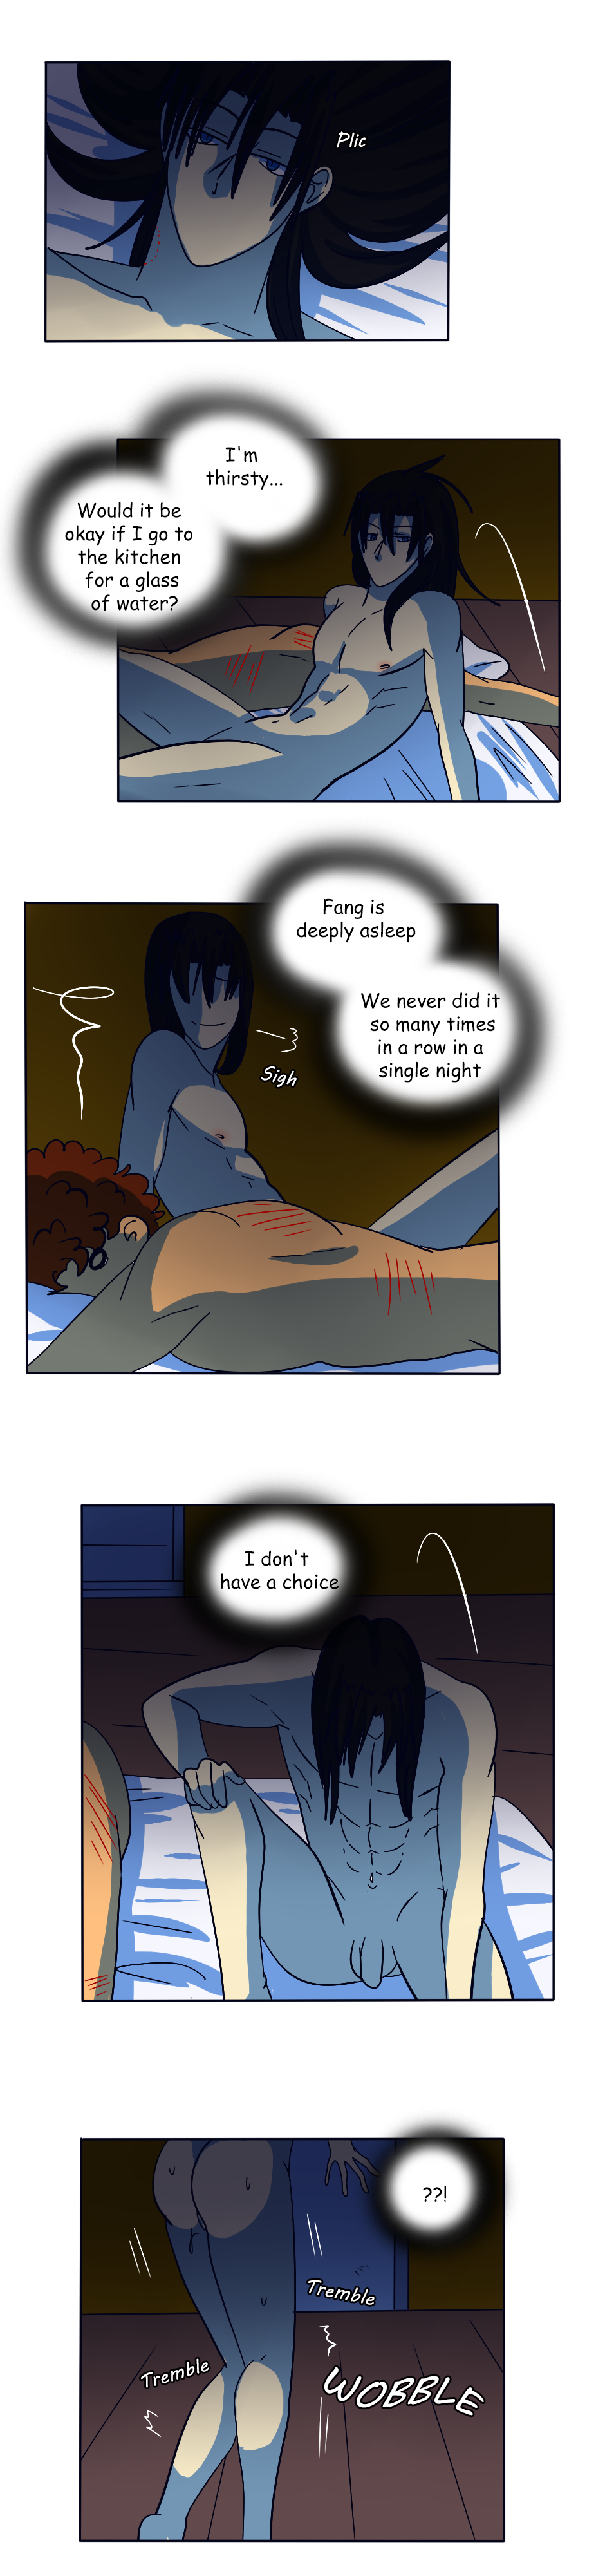 Plic
I'm
thirsty...
Would it be
okay if I go to
the kitchen
for a glass
of water?
Fang is
deeply asleep
We never did it
so many times
in a row in a
single night
Sigh
I don't
have a choice
??!
Tremble
Tremble
WOBBLE